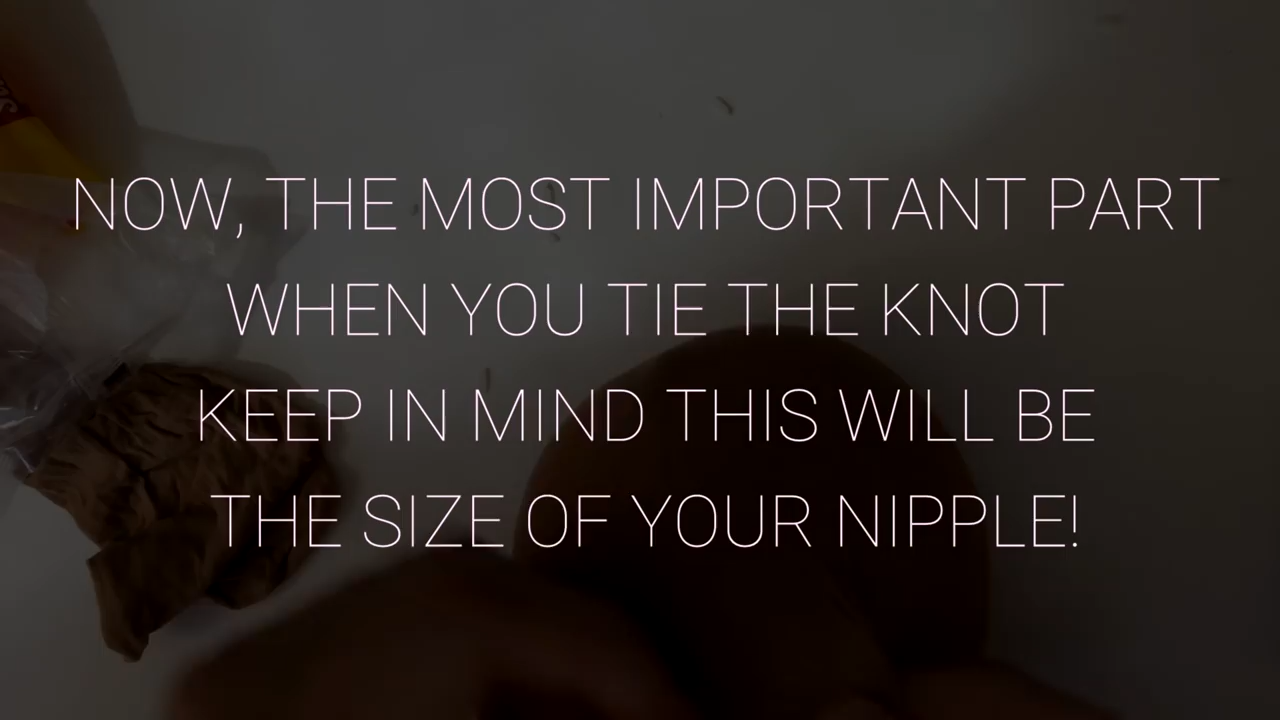 NOW, THE MOST IMPORTANT PART
WHEN YOU TIE THE KNOT
KEEP IN MIND THIS WILL BE
THE SIZE OF YOUR NIPPLE!